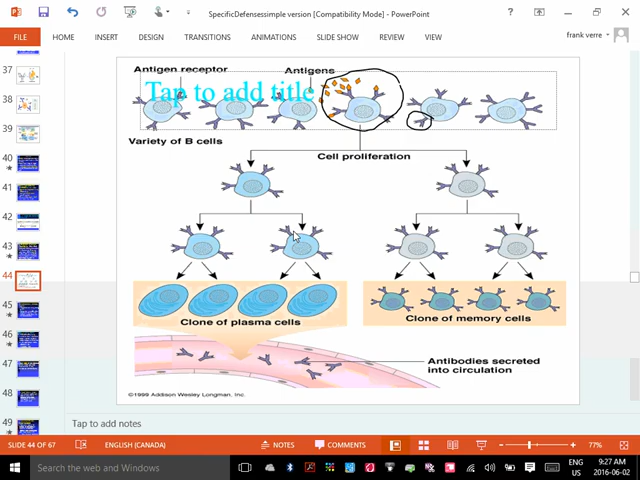 SpecificDefensessimple version [Compatibility Mode] - PowerPoint
FILE HOME INSERT DESIGN TRANSITIONS ANIMATIONS SLIDE SHOW REVIEW VIEW
frank verre
37
38
39
40
41
42
43
44
45
46
47
48
49
Antigen receptor
Antigens
Tap to add title
Variety of B cells
Cell proliferation
Clone of plasma cells
Clone of memory cells
Antibodies secreted
into circulation
©1999 Addison Wesley Longman, Inc.
Tap to add notes
SLIDE 44 OF 67 ENGLISH (CANADA) NOTES COMMENTS 77%
Search the web and Windows
ENG
US
9:27 AM
2016-06-02